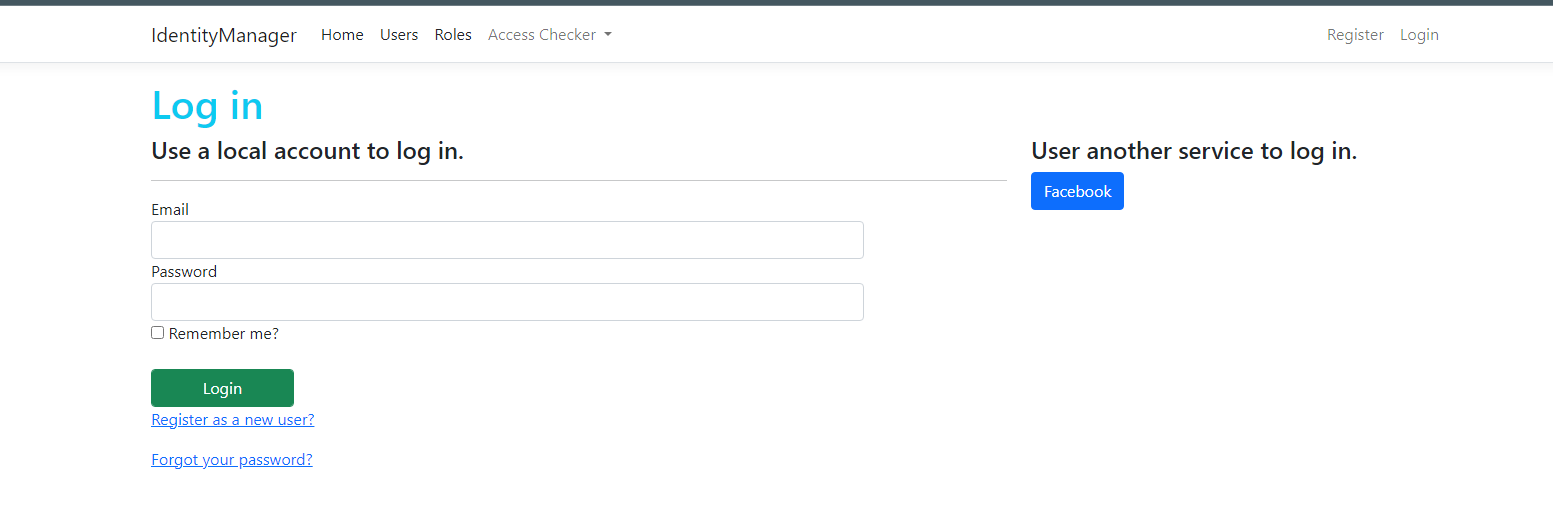 IdentityManager Home Users Roles Access Checker Register Login
Log in
Use a local account to log in.
Email
Password
Remember me?
Login
Register as a new user?
Forgot your password?
User another service to log in.
Facebook